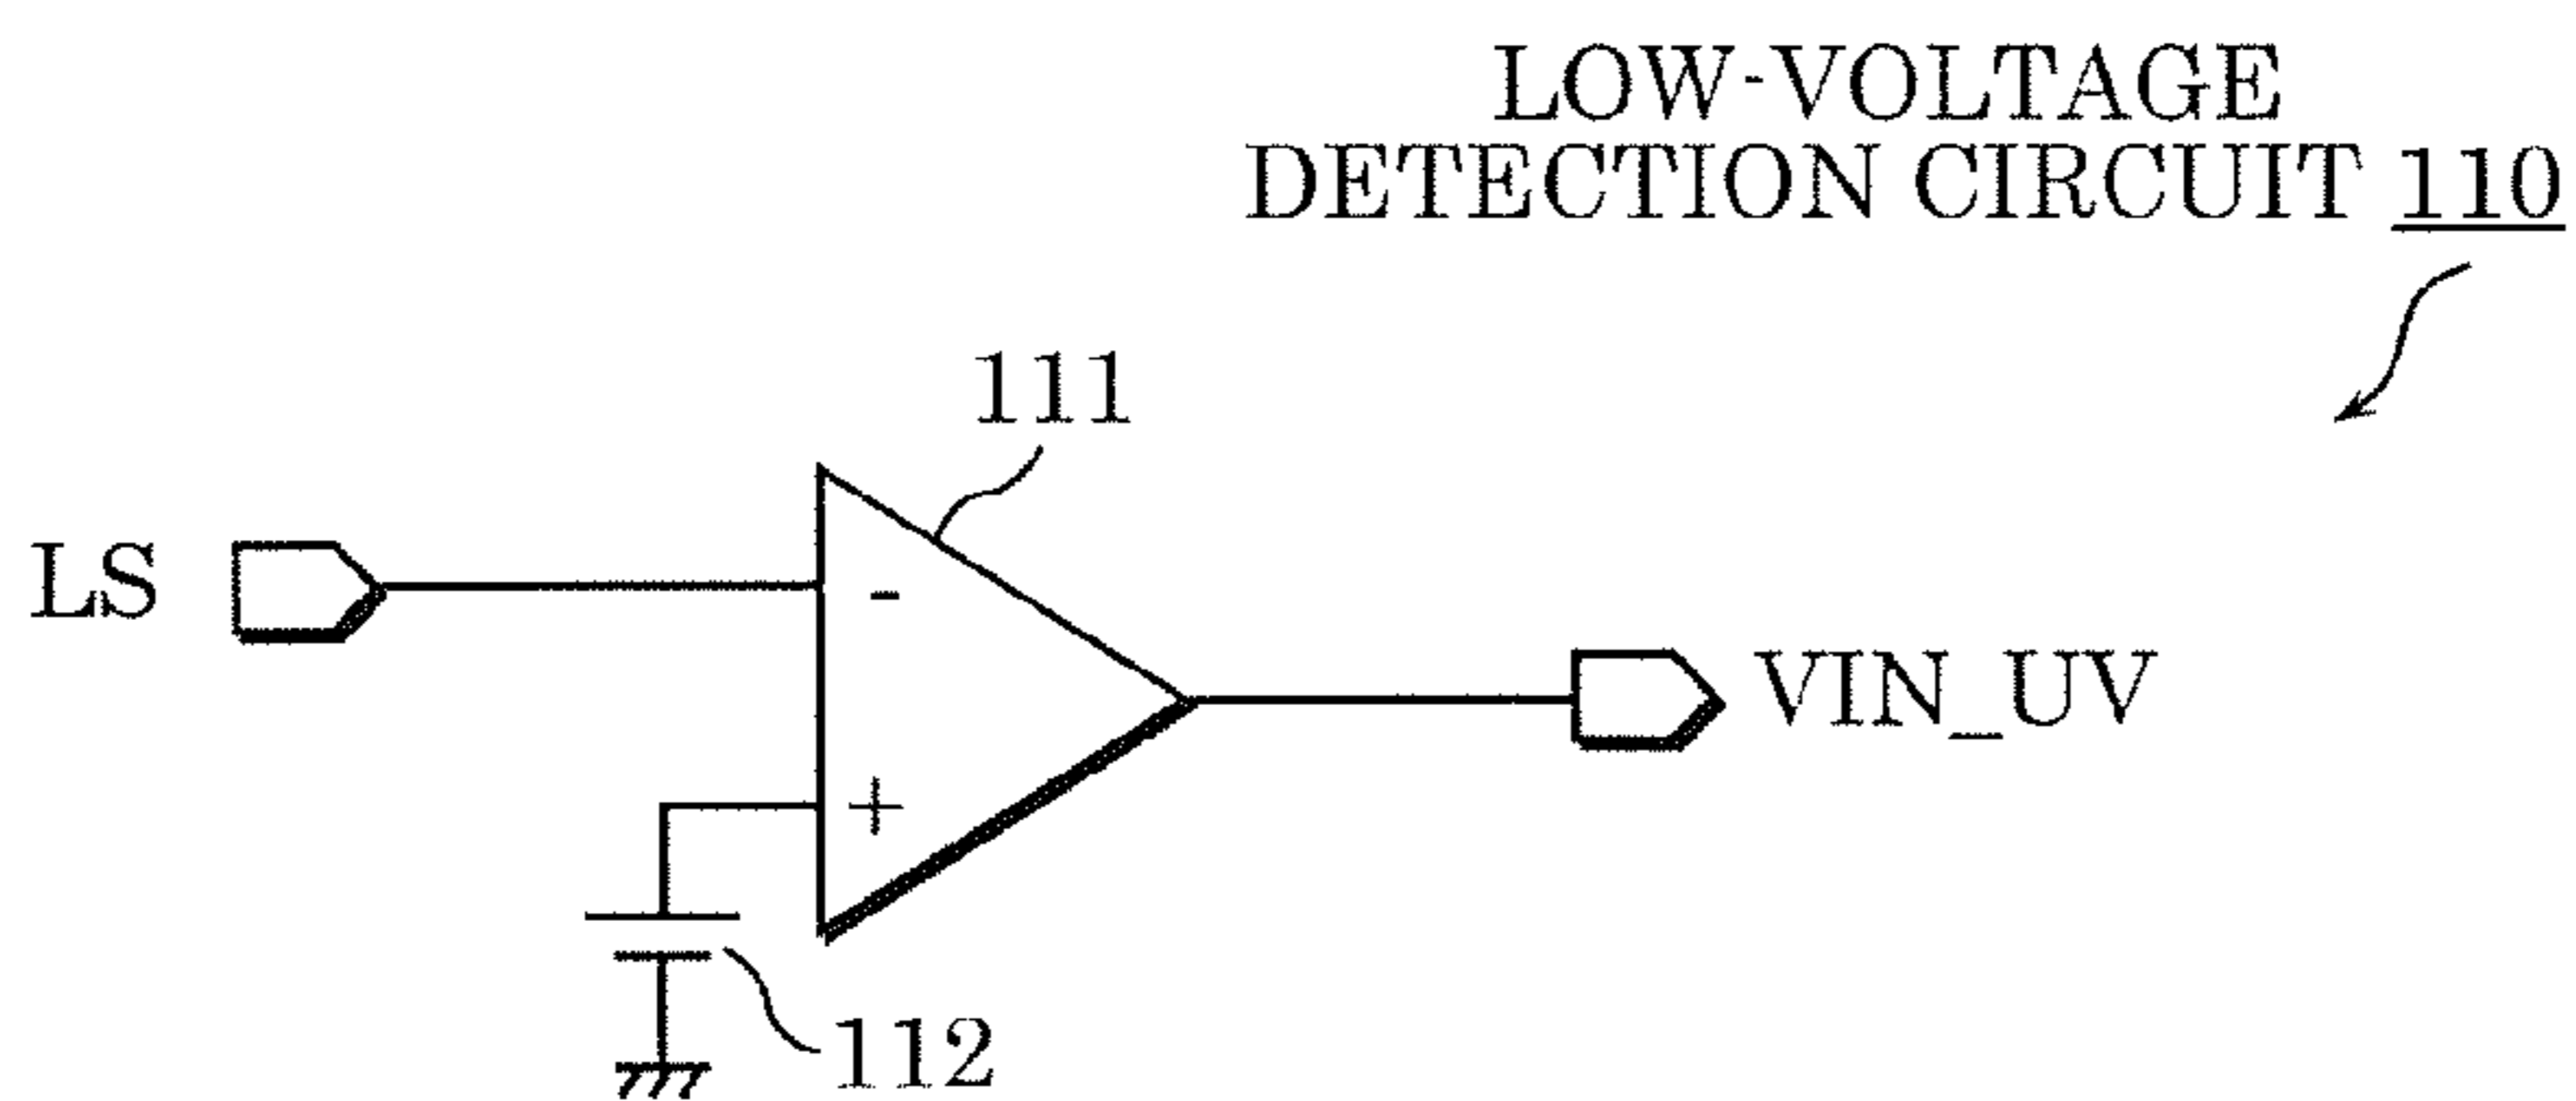 LOW-VOLTAGE
DETECTION CIRCUIT 110
111
LS
-
VIN_UV
+
112